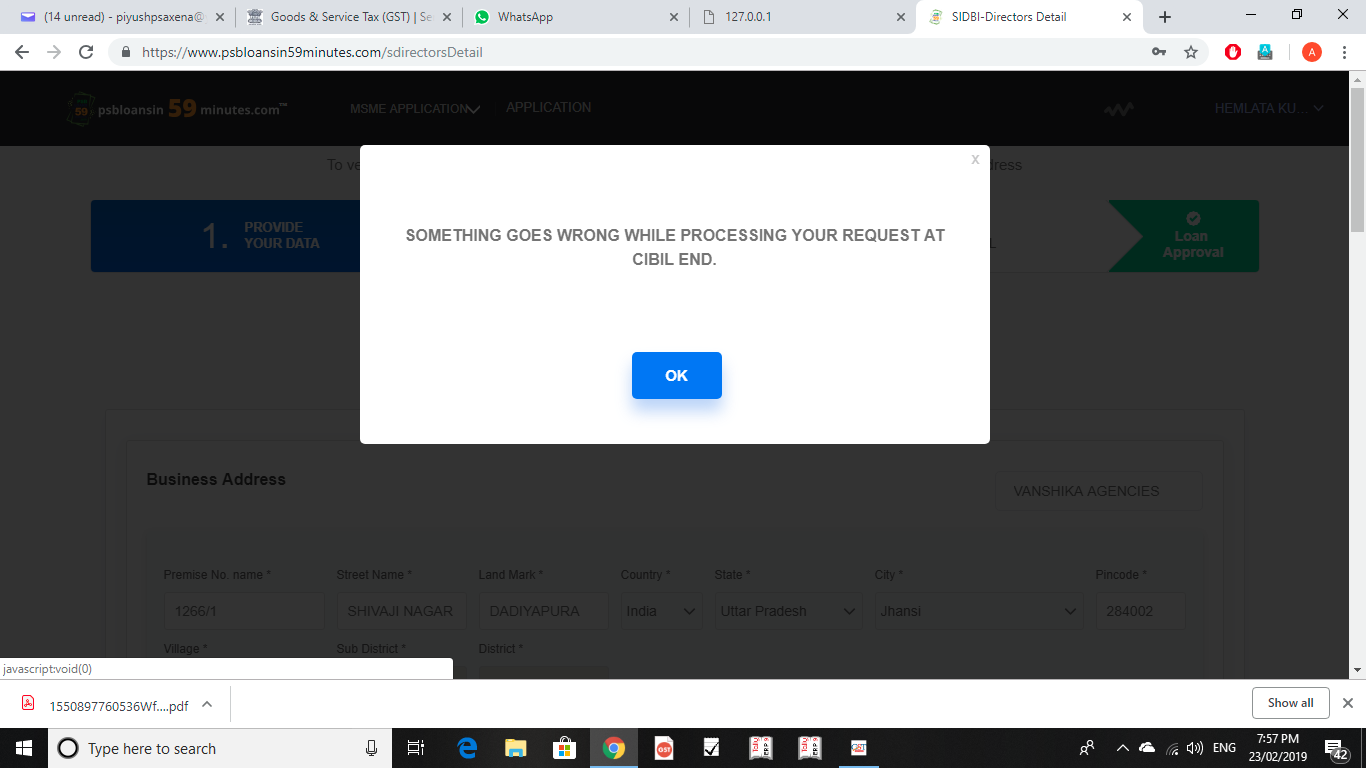 (14 unread) - piyushpsaxena@
Goods & Service Tax (GST) | Se
WhatsApp
127.0.0.1
SIDBI-Directors Detail
https://www.psbloansin59minutes.com/sdirectorsDetail
A
psbloansin 59 minutes.com™
MSME APPLICATION
APPLICATION
HEMLATA KU...
To ve
dress
x
SOMETHING GOES WRONG WHILE PROCESSING YOUR REQUEST AT
CIBIL END.
OK
1.
PROVIDE
YOUR DATA
Loan
Approval
Business Address
VANSHIKA AGENCIES
Premise No. name *
Street Name *
Land Mark *
Country *
State *
City *
Pincode *
1266/1
SHIVAJI NAGAR
DADIYAPURA
India
Uttar Pradesh
Jhansi
284002
Village *
Sub District *
District *
javascript:void(0)
1550897760536Wf....pdf
Show all
Type here to search
ENG
7:57 PM
23/02/2019
42